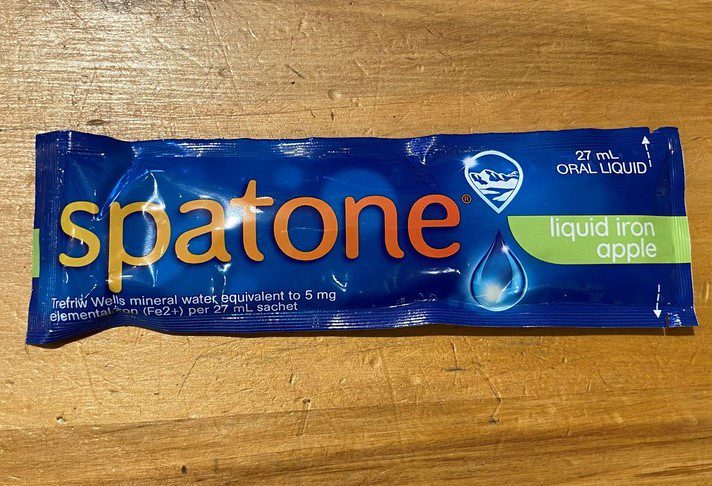 spatone®
27 mL
ORAL LIQUID
liquid iron
apple
Trefriw Wells mineral water equivalent to 5 mg
elemental iron (Fe2+) per 27 mL sachet